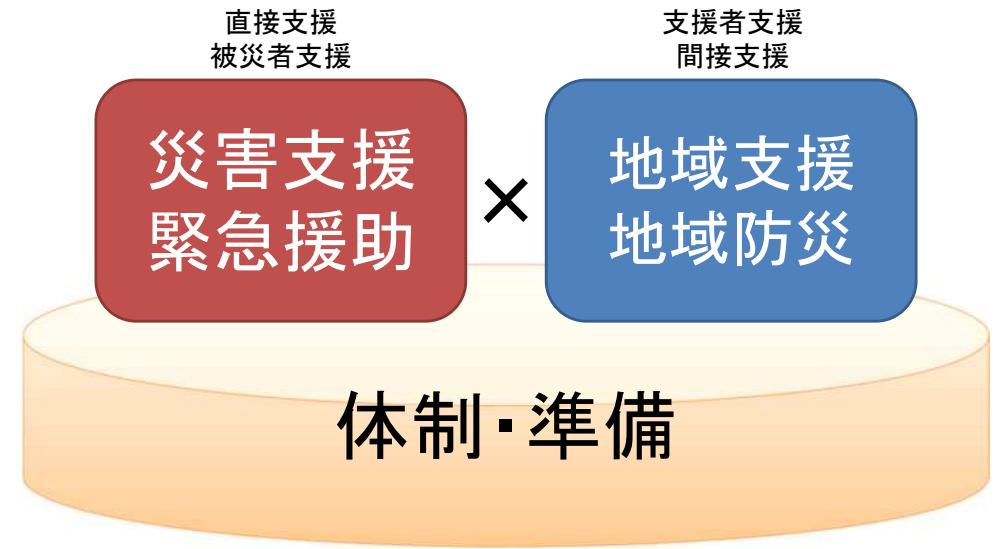 直接支援
被災者支援
支援者支援
間接支援
災害支援
緊急援助
×
地域支援
地域防災
体制・準備